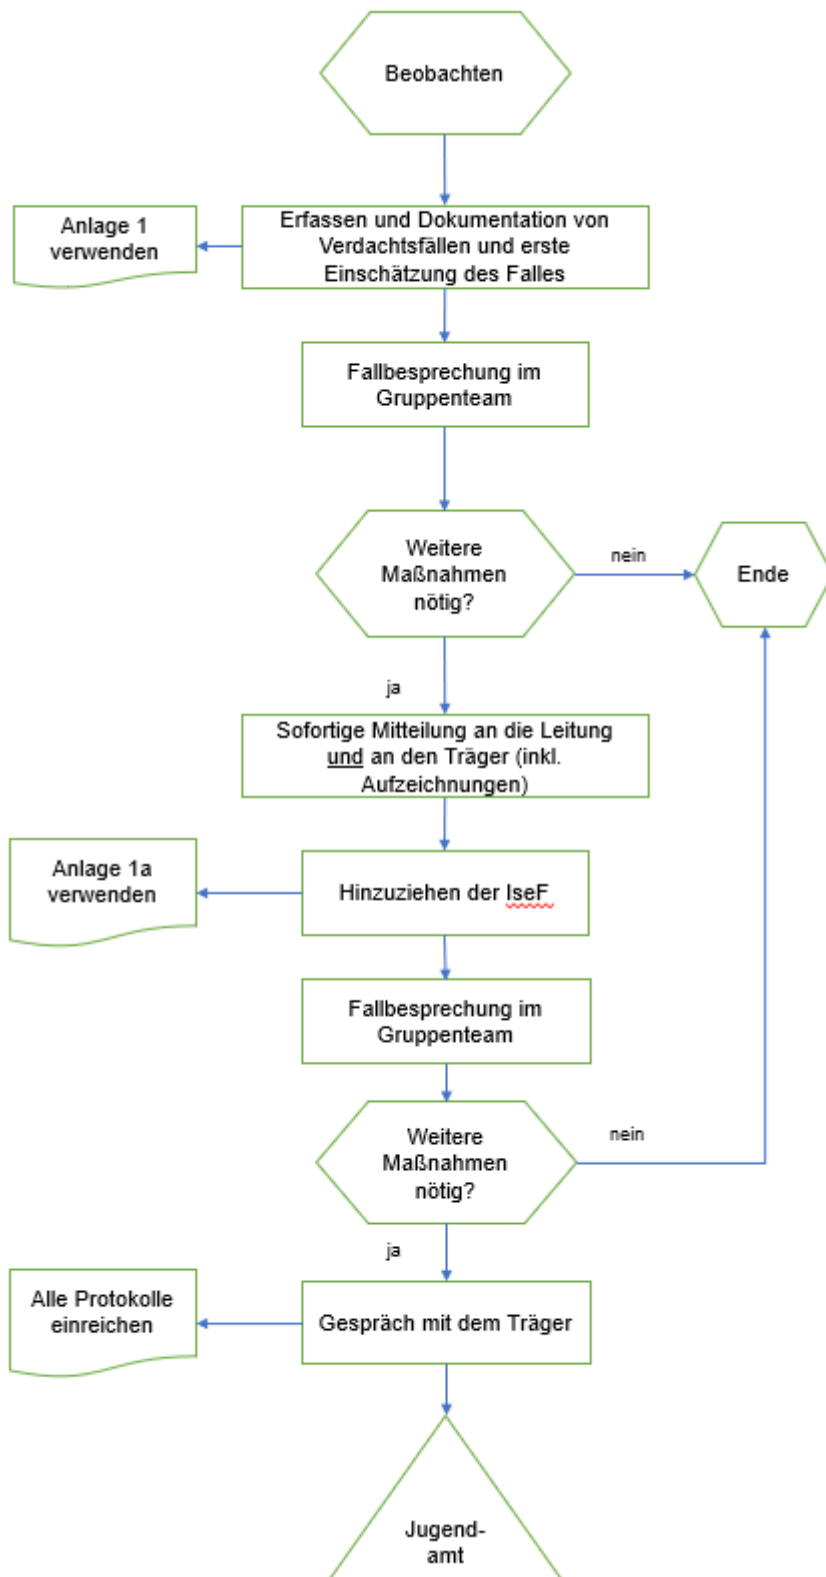 Beobachten
Anlage 1
verwenden
Erfassen und Dokumentation von
Verdachtsfällen und erste
Einschätzung des Falles
Fallbesprechung im
Gruppenteam
Weitere
Maßnahmen
nötig?
nein
Ende
ja
Sofortige Mitteilung an die Leitung
und an den Träger (inkl.
Aufzeichnungen)
Anlage 1a
verwenden
Hinzuziehen der IseF
Fallbesprechung im
Gruppenteam
Weitere
Maßnahmen
nötig?
nein
ja
Alle Protokolle
einreichen
Gespräch mit dem Träger
Jugend-
amt